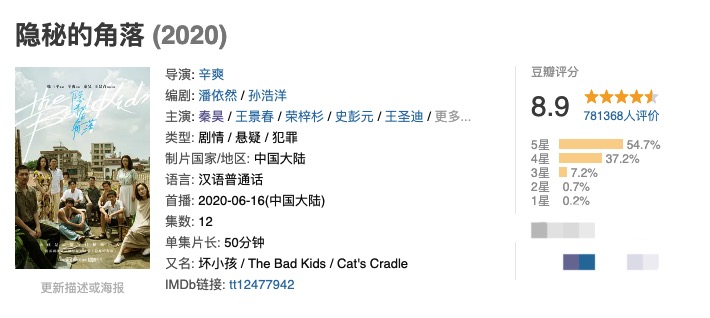 隐秘的角落 (2020)
The Bad Kids
导演: 辛爽
编剧: 潘依然 / 孙浩洋
主演: 秦昊 / 王景春 / 荣梓杉 / 史彭元 / 王圣迪 / 更多...
类型: 剧情 / 悬疑 / 犯罪
制片国家/地区: 中国大陆
语言: 汉语普通话
首播: 2020-06-16(中国大陆)
集数: 12
单集片长: 50分钟
又名: 坏小孩 / The Bad Kids / Cat's Cradle
IMDb链接: tt12477942
更新描述或海报
豆瓣评分
8.9
781368人评价
5星 54.7%
4星 37.2%
3星 7.2%
2星 0.7%
1星 0.2%